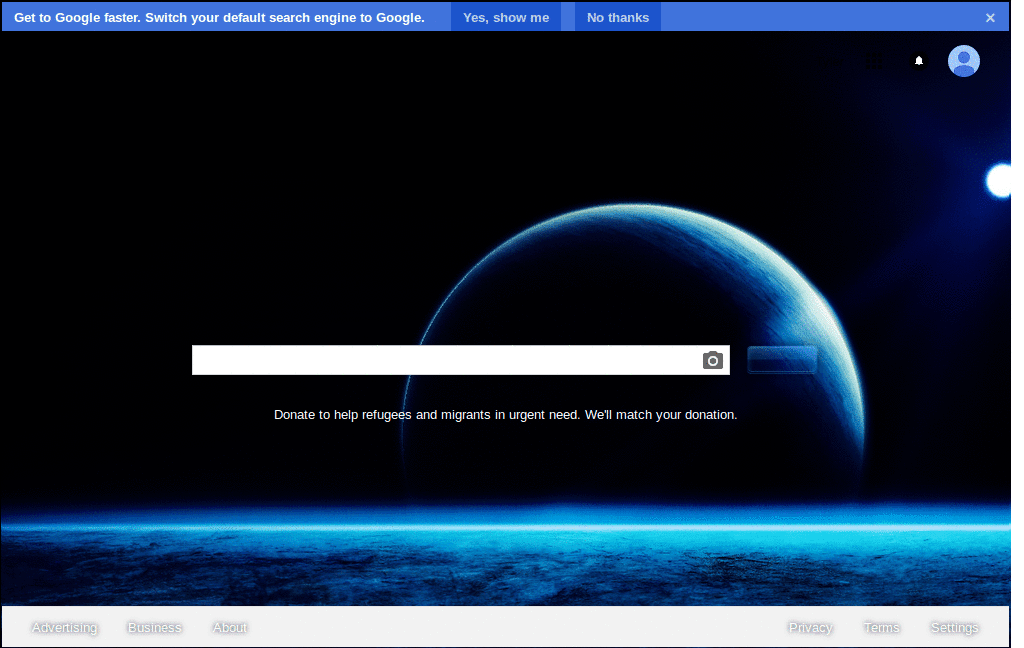 Get to Google faster. Switch your default search engine to Google. Yes, show me No thanks ×
Donate to help refugees and migrants in urgent need. We'll match your donation.
Advertising Business About Privacy Terms Settings